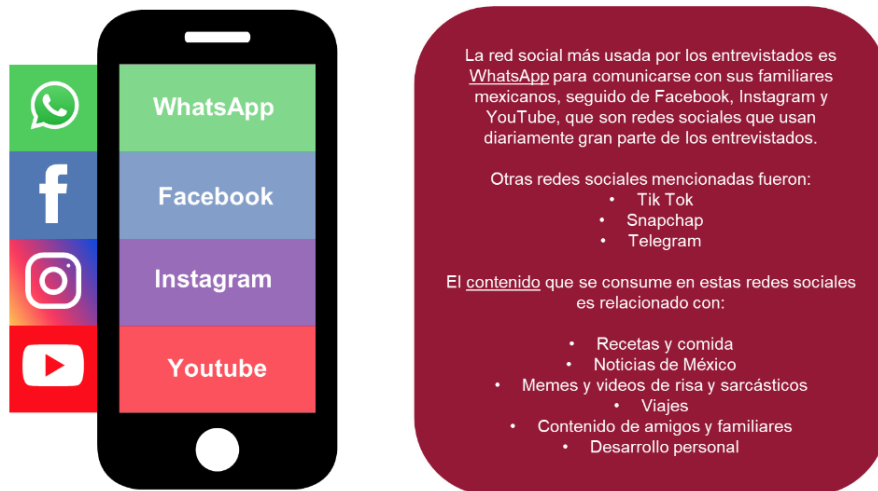 WhatsApp
Facebook
Instagram
Youtube
La red social más usada por los entrevistados es
WhatsApp para comunicarse con sus familiares
mexicanos, seguido de Facebook, Instagram y
YouTube, que son redes sociales que usan
diariamente gran parte de los entrevistados.
Otras redes sociales mencionadas fueron:
• Tik Tok
• Snapchap
• Telegram
El contenido que se consume en estas redes sociales
es relacionado con:
• Recetas y comida
• Noticias de México
• Memes y videos de risa y sarcásticos
• Viajes
• Contenido de amigos y familiares
• Desarrollo personal